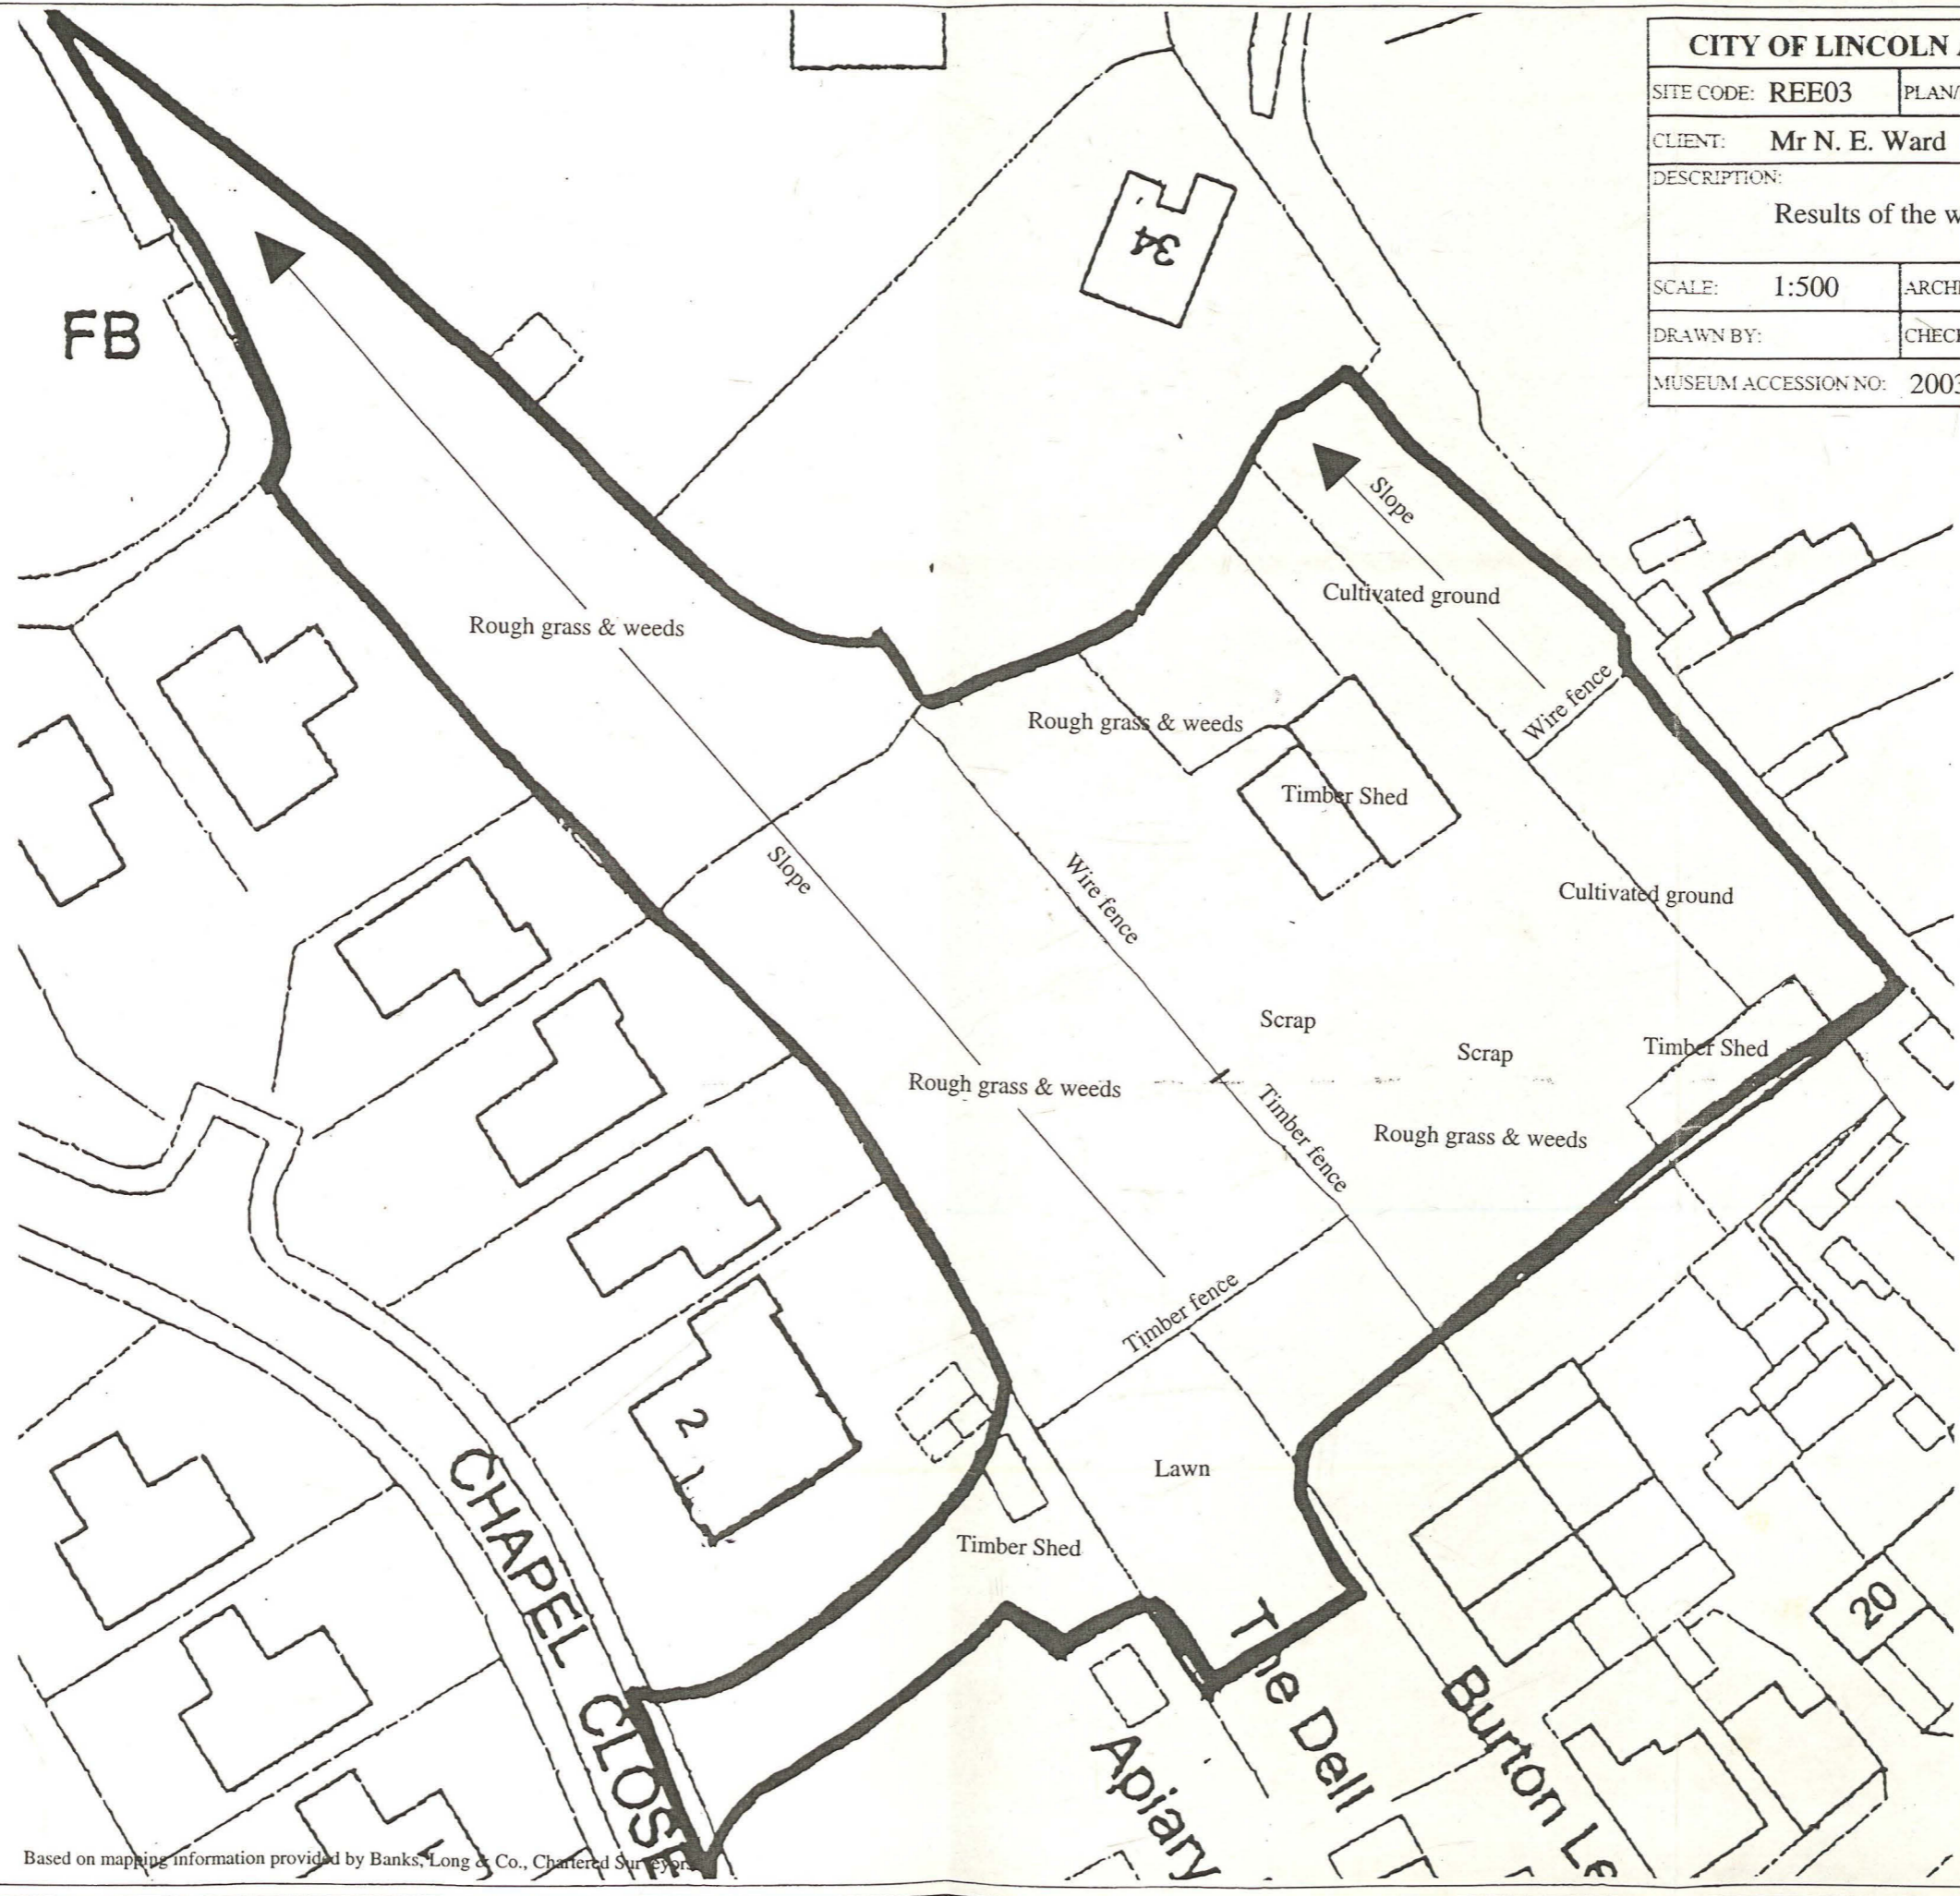 CITY OF LINCOLN
SITE CODE: REE03 PLAN/
CLIENT: Mr N. E. Ward
DESCRIPTION:
Results of the w
SCALE: 1:500 ARCHI
DRAWN BY: CHECK
MUSEUM ACCESSION NO: 2003
34
FB
Slope
Cultivated ground
Rough grass & weeds
Wire fence
Rough grass & weeds
Timber Shed
Slope
Wire fence
Cultivated ground
Scrap
Scrap
Timber Shed
Rough grass & weeds
Timber fence
Rough grass & weeds
Timber fence
2
Lawn
CHAPEL CLOSE
Timber Shed
20
The Dell
Burton Le
Apiary
Based on mapping information provided by Banks, Long & Co., Chartered Surveyors